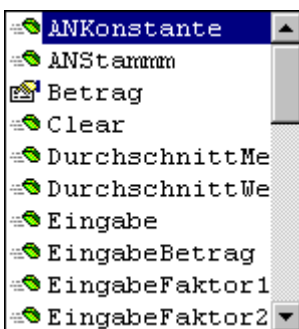 ANKonstante
ANStammm
Betrag
Clear
DurchschnittMe
DurchschnittWe
Eingabe
EingabeBetrag
EingabeFaktor1
EingabeFaktor2